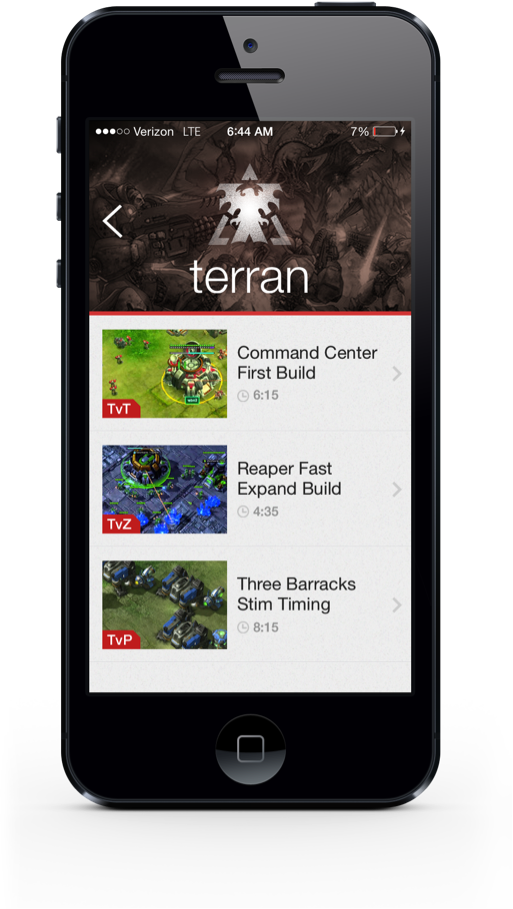 Verizon LTE 6:44 AM 7%
terran
Command Center
First Build
6:15
TvT
Reaper Fast
Expand Build
4:35
TvZ
Three Barracks
Stim Timing
8:15
TvP